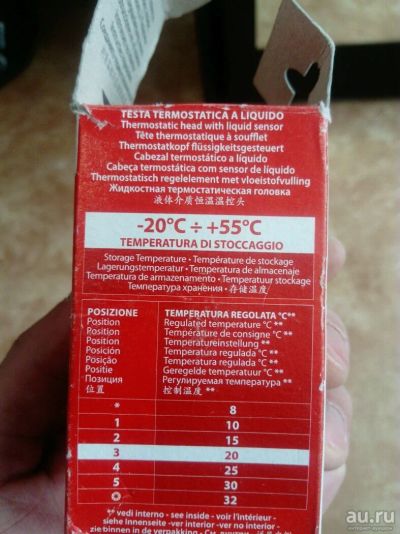 TESTA TERMOSTATICA A LIQUIDO
Thermostatic head with liquid sensor
Tête thermostatique à soufflet
Thermostatkopf flüssigkeitsgesteuert
Cabezal termostático a líquido
Cabeça termostática com sensor de líquido
Thermostatisch regelelement met vloeistofvulling
Жидкостная термостатическая головка
液体介质恒温温控头
-20°C ÷ +55°C
TEMPERATURA DI STOCCAGGIO
Storage Temperature • Température de stockage
Lagerungstemperatur • Temperatura de almacenaje
Temperatura de armazenamento • Temperatuur stockage
Температура хранения • 存储温度
POSIZIONE TEMPERATURA REGOLATA °C**
Position Regulated temperature °C **
Position Température de consigne °C **
Position Temperatureinstellung **
Posición Temperatura regulada °C **
Posição Temperatura regulada °C **
Positie Geregelde temperatuur °C **
Позиция Регулируемая температура **
位置 控制温度 **
* 8
1 10
2 15
3 20
4 25
5 30
32
*/** vedi interno - see inside - voir l'intérieur -
siehe Innenseite - ver interior - ver no interior -
zie binnen in de verpakking -
au.ru